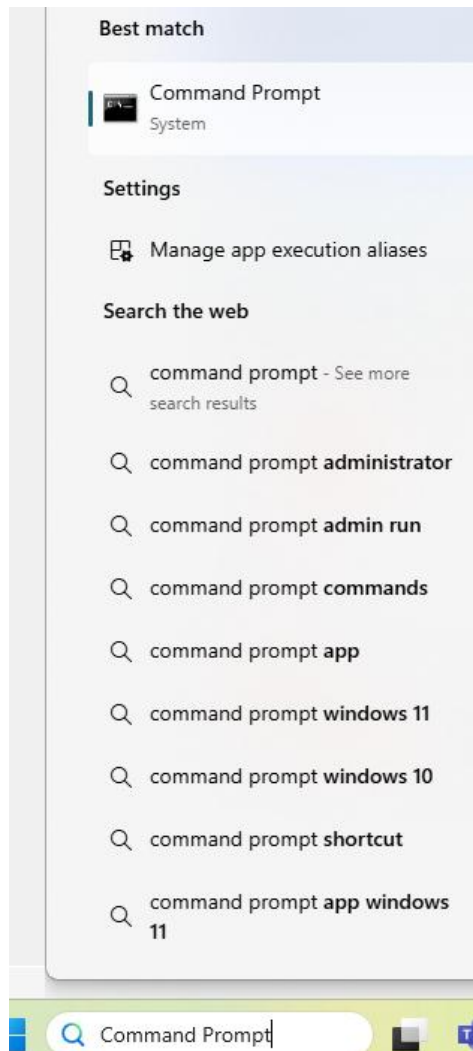 Best match
Command Prompt
System
Settings
Manage app execution aliases
Search the web
command prompt - See more
search results
command prompt administrator
command prompt admin run
command prompt commands
command prompt app
command prompt windows 11
command prompt windows 10
command prompt shortcut
command prompt app windows
11
Command Prompt